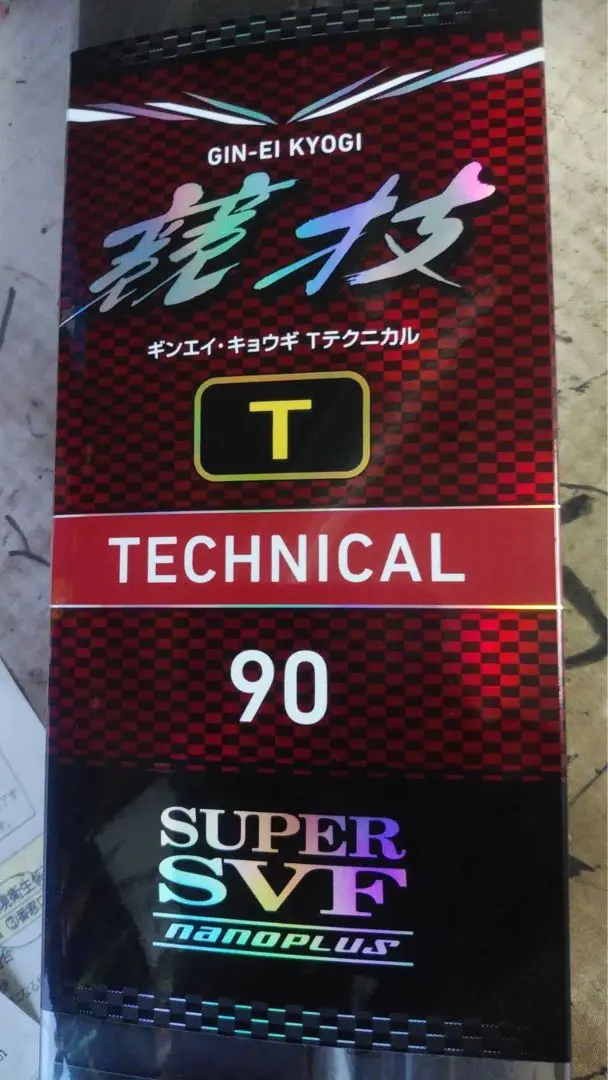 GIN-EI KYOGI
競技
ギンエイ・キョウギ Tテクニカル
T
TECHNICAL
90
SUPER
SVF
nanoPLUS